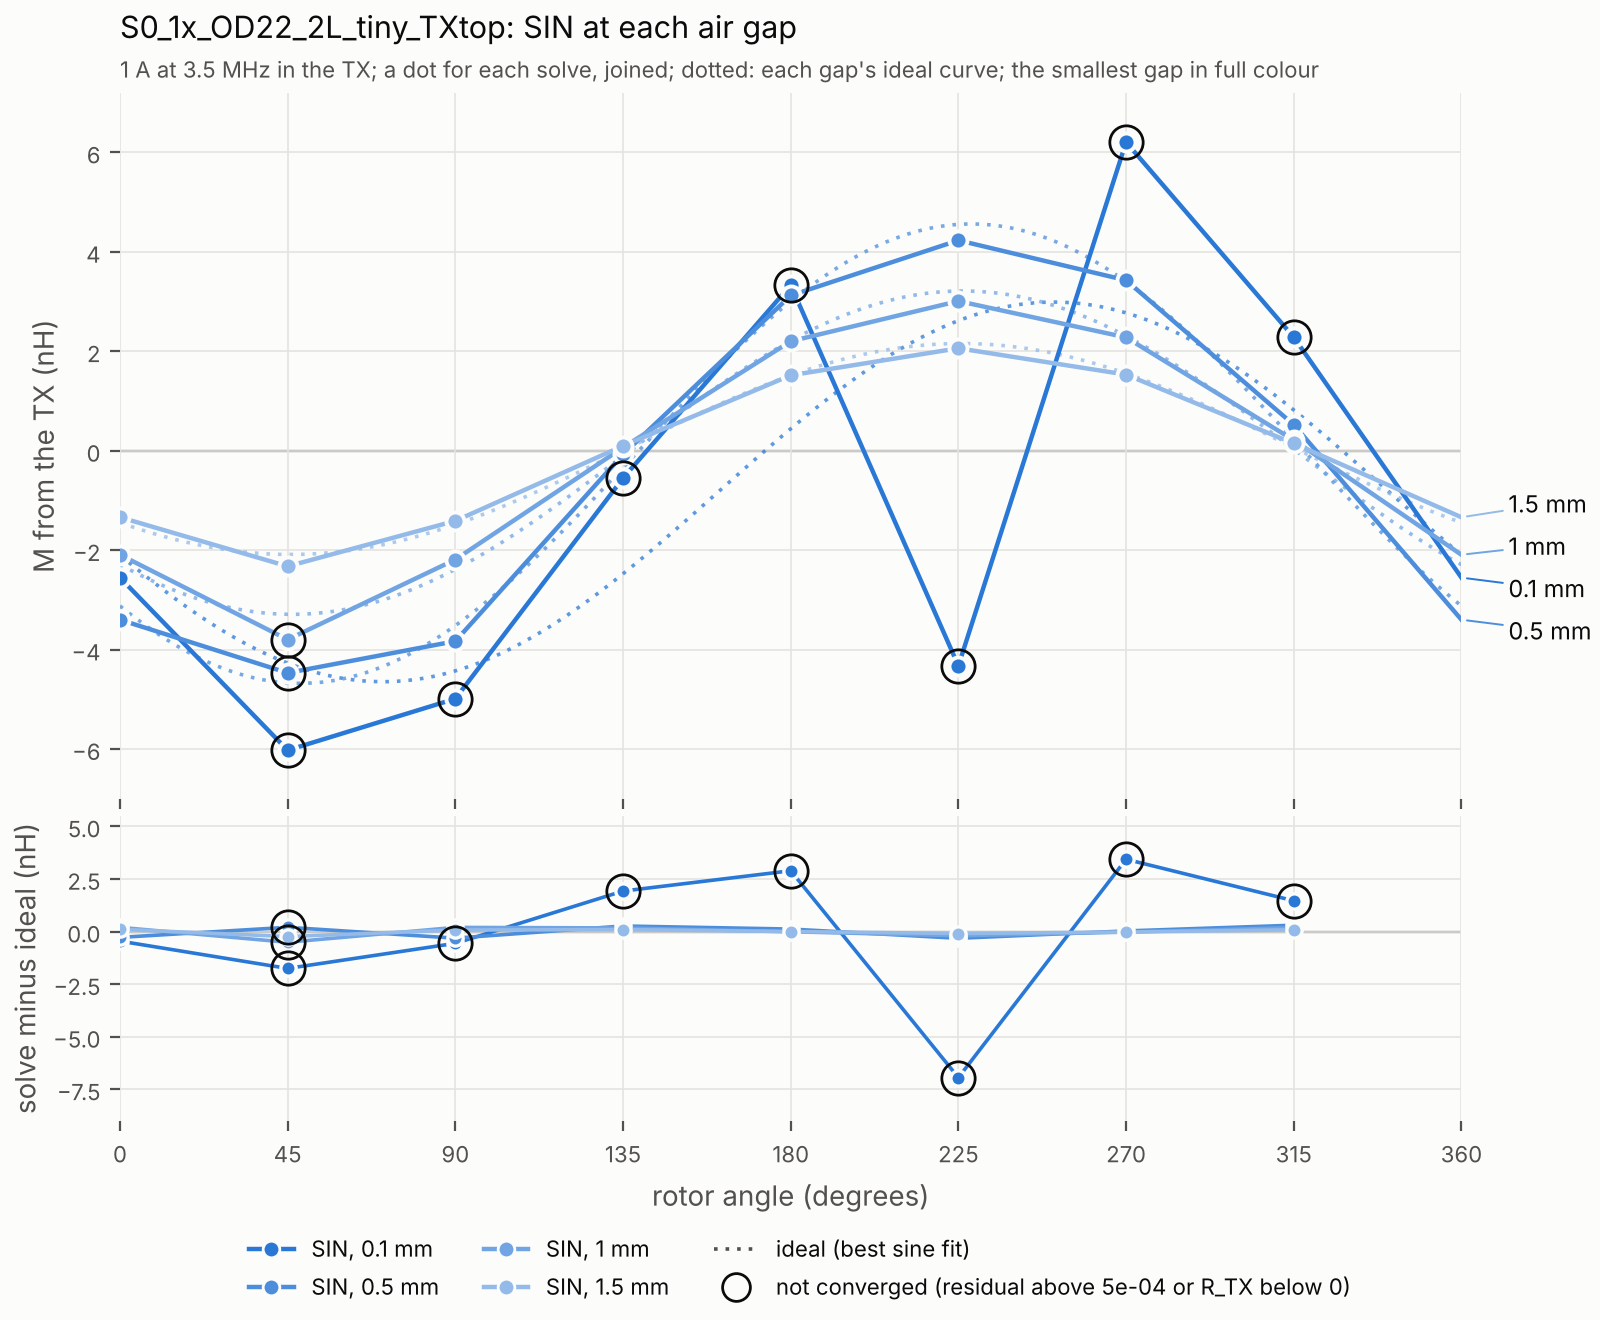 S0_1x_OD22_2L_tiny_TXtop: SIN at each air gap
1 A at 3.5 MHz in the TX; a dot for each solve, joined; dotted: each gap's ideal curve; the smallest gap in full colour
M from the TX (nH)
6
4
2
0
−2
−4
−6
1.5 mm
1 mm
0.1 mm
0.5 mm
solve minus ideal (nH)
5.0
2.5
0.0
−2.5
−5.0
−7.5
0 45 90 135 180 225 270 315 360
rotor angle (degrees)
SIN, 0.1 mm SIN, 1 mm ideal (best sine fit)
SIN, 0.5 mm SIN, 1.5 mm not converged (residual above 5e-04 or R_TX below 0)